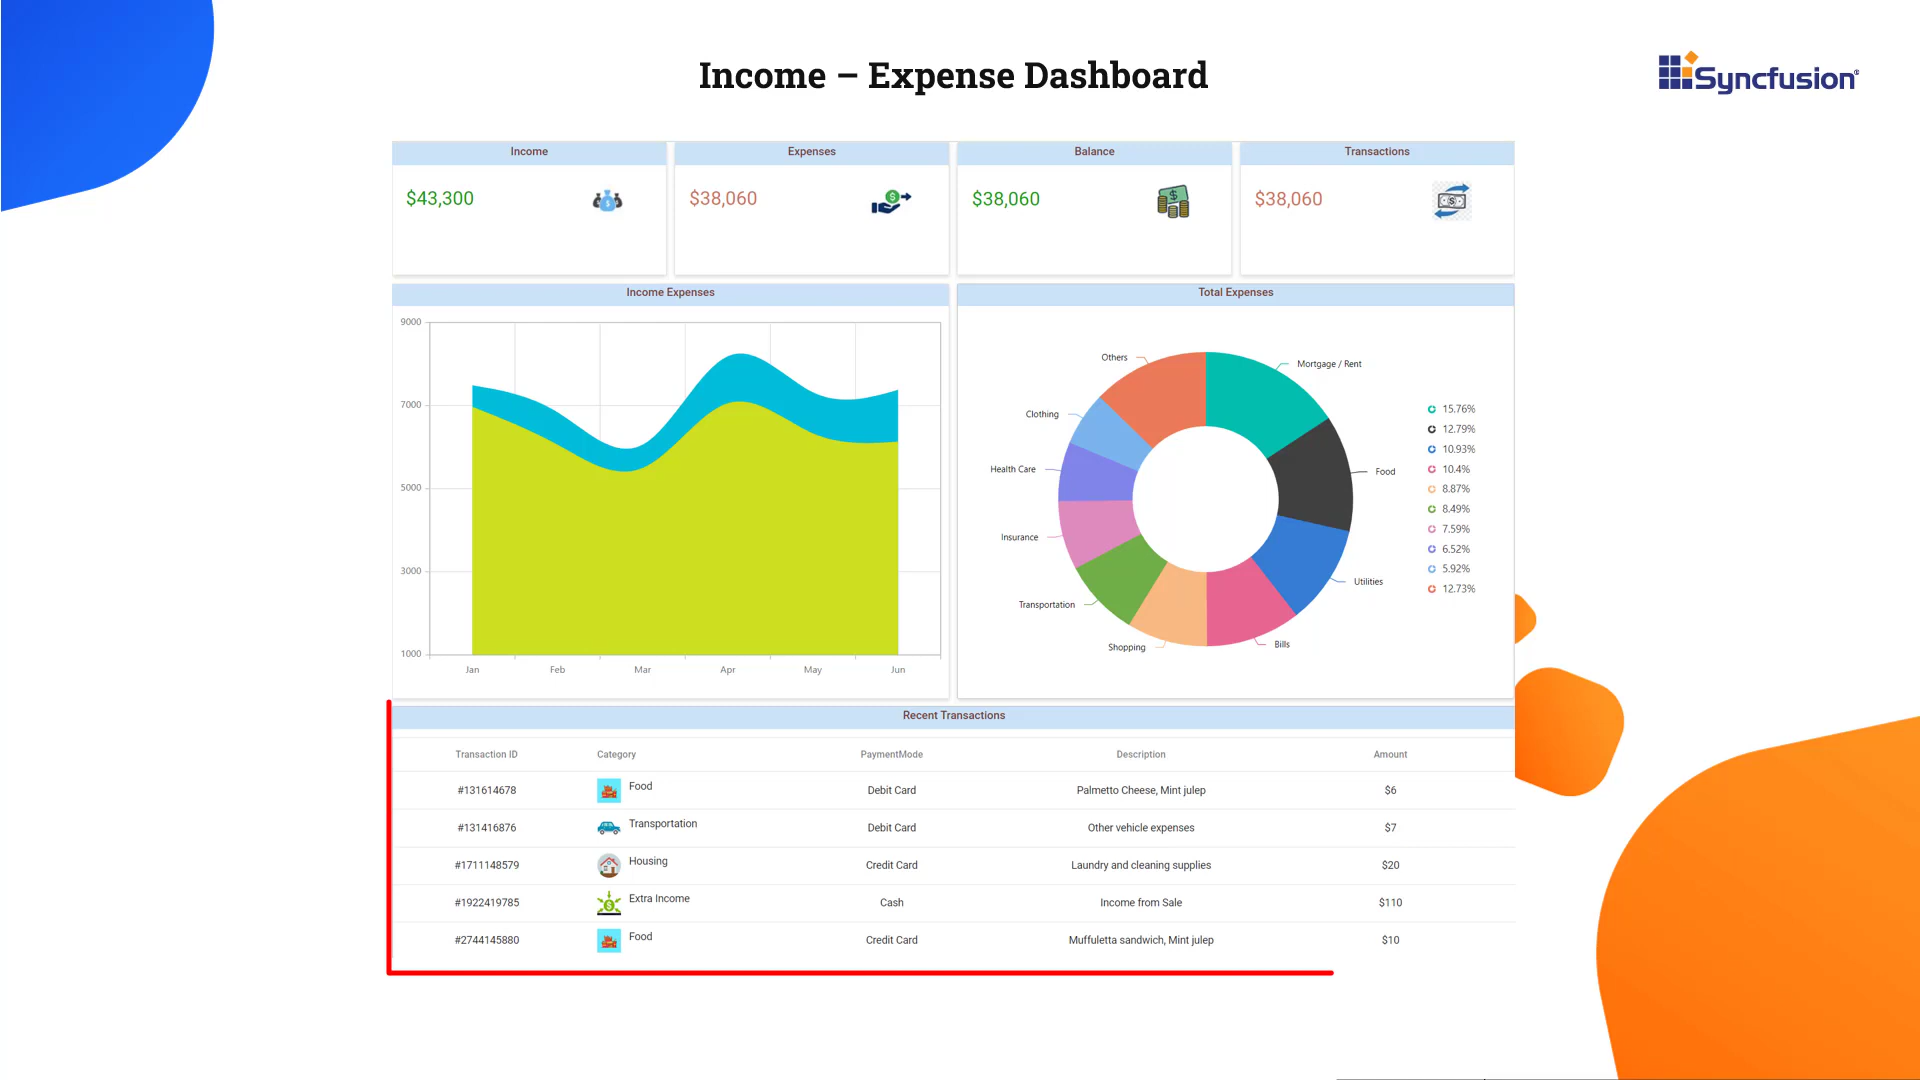 Income – Expense Dashboard
Syncfusion
Income
Expenses
Balance
Transactions
$43,300
$38,060
$38,060
$38,060
Income Expenses
9000
7000
5000
3000
1000
Jan Feb Mar Apr May Jun
Total Expenses
Others
Mortgage / Rent
Clothing
Food
Health Care
Insurance
Utilities
Transportation
Shopping
Bills
15.76%
12.79%
10.93%
10.4%
8.87%
8.49%
7.59%
6.52%
5.92%
12.73%
Recent Transactions
Transaction ID Category PaymentMode Description Amount
#131614678 Food Debit Card Palmetto Cheese, Mint julep $6
#131416876 Transportation Debit Card Other vehicle expenses $7
#1711148579 Housing Credit Card Laundry and cleaning supplies $20
#1922419785 Extra Income Cash Income from Sale $110
#2744145880 Food Credit Card Muffuletta sandwich, Mint julep $10